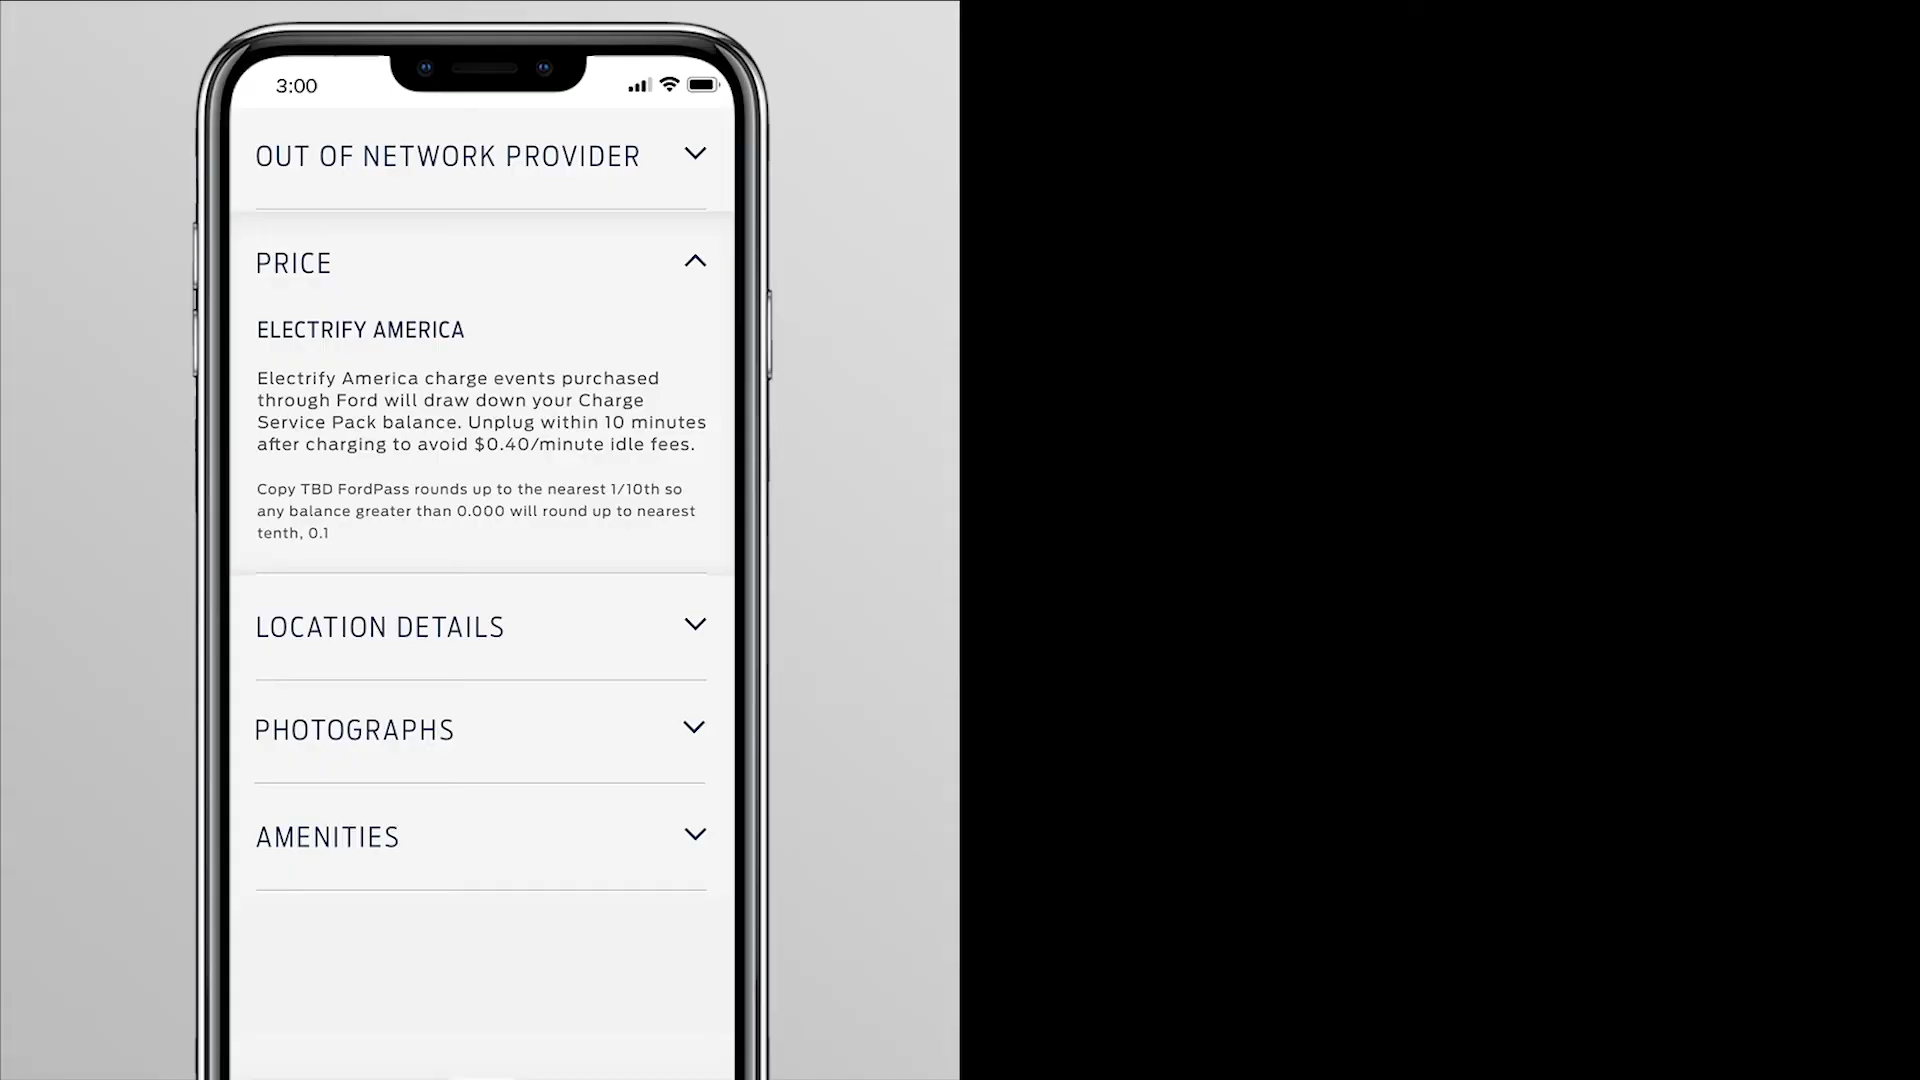 3:00
OUT OF NETWORK PROVIDER
PRICE
ELECTRIFY AMERICA
Electrify America charge events purchased
through Ford will draw down your Charge
Service Pack balance. Unplug within 10 minutes
after charging to avoid $0.40/minute idle fees.
Copy TBD FordPass rounds up to the nearest 1/10th so
any balance greater than 0.000 will round up to nearest
tenth, 0.1
LOCATION DETAILS
PHOTOGRAPHS
AMENITIES